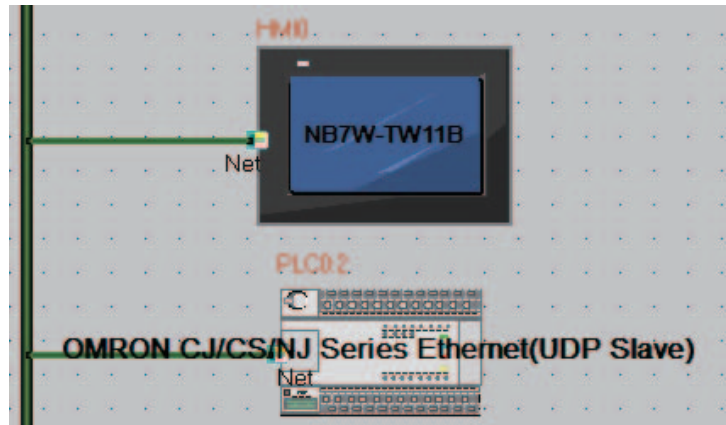 HMI0
NB7W-TW11B
Net
PLC0:2
OMRON CJ/CS/NJ Series Ethernet(UDP Slave)
Net